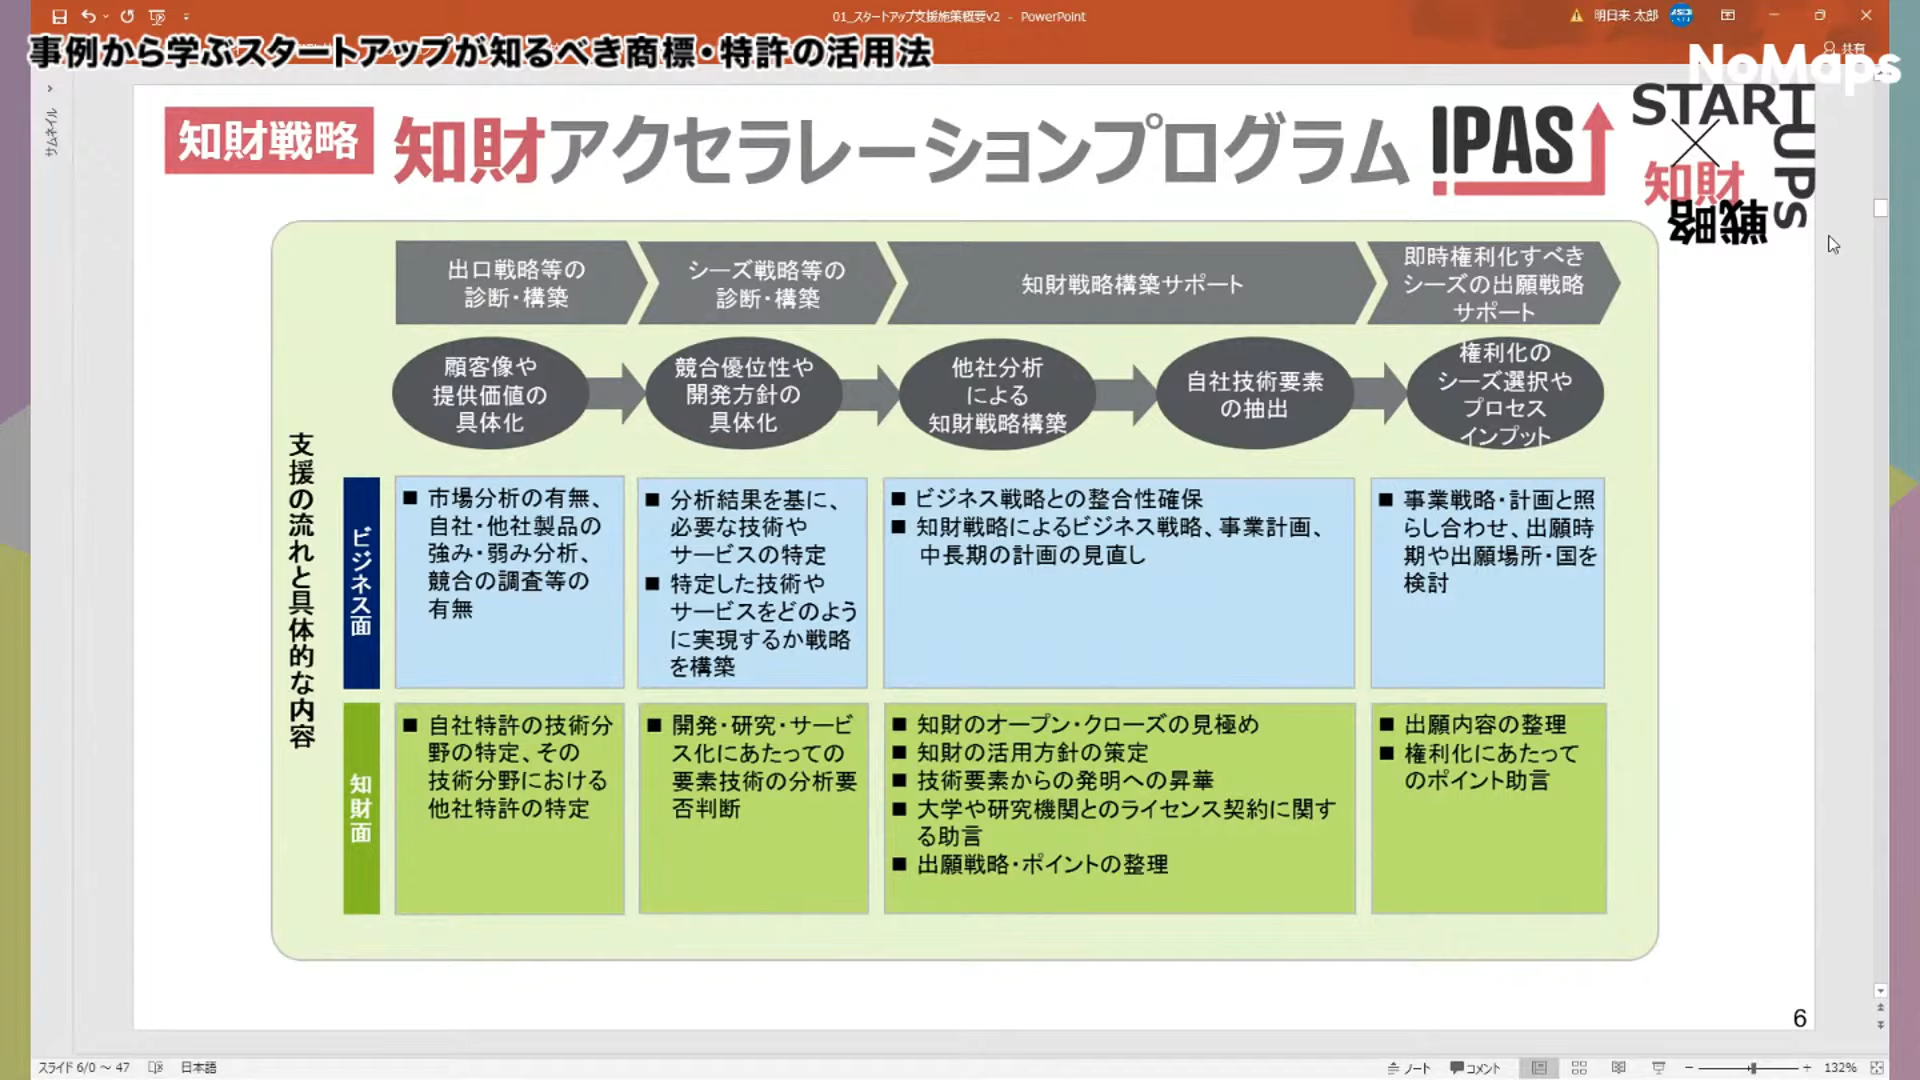 01_スタートアップ支援施策概要v2 - PowerPoint
明日来 太郎
共有
事例から学ぶスタートアップが知るべき商標・特許の活用法
NoMaps
サムネイル
知財戦略
知財アクセラレーションプログラム
IPAS
START
UPS
知財
戦略
支援の流れと具体的な内容
出口戦略等の
診断・構築
シーズ戦略等の
診断・構築
知財戦略構築サポート
即時権利化すべき
シーズの出願戦略
サポート
顧客像や
提供価値の
具体化
競合優位性や
開発方針の
具体化
他社分析
による
知財戦略構築
自社技術要素
の抽出
権利化の
シーズ選択や
プロセス
インプット
ビジネス面
■ 市場分析の有無、
自社・他社製品の
強み・弱み分析、
競合の調査等の
有無
■ 分析結果を基に、
必要な技術や
サービスの特定
■ 特定した技術や
サービスをどのよう
に実現するか戦略
を構築
■ ビジネス戦略との整合性確保
■ 知財戦略によるビジネス戦略、事業計画、
中長期の計画の見直し
■ 事業戦略・計画と照
らし合わせ、出願時
期や出願場所・国を
検討
知財面
■ 自社特許の技術分
野の特定、その
技術分野における
他社特許の特定
■ 開発・研究・サービ
ス化にあたっての
要素技術の分析要
否判断
■ 知財のオープン・クローズの見極め
■ 知財の活用方針の策定
■ 技術要素からの発明への昇華
■ 大学や研究機関とのライセンス契約に関す
る助言
■ 出願戦略・ポイントの整理
■ 出願内容の整理
■ 権利化にあたって
のポイント助言
6
スライド 6/0 ～ 47
日本語
ノート
コメント
132%